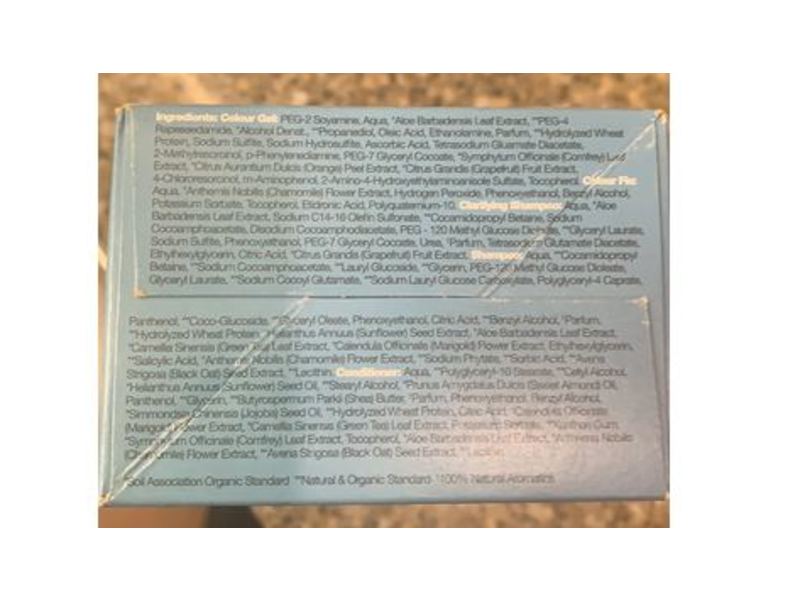 Ingredients: Colour Gel: PEG-2 Soyamine, Aqua, *Aloe Barbadensis Leaf Extract, **PEG-4
Rapeseedamide, *Alcohol Denat., **Propanediol, Oleic Acid, Ethanolamine, Parfum, **Hydrolyzed Wheat
Protein, Sodium Sulfite, Sodium Hydrosulfite, Ascorbic Acid, Tetrasodium Glutamate Diacetate,
2-Methylresorcinol, p-Phenylenediamine, PEG-7 Glyceryl Cocoate, *Symphytum Officinale (Comfrey) Leaf
Extract, *Citrus Aurantium Dulcis (Orange) Peel Extract, *Citrus Grandis (Grapefruit) Fruit Extract,
4-Chlororesorcinol, m-Aminophenol, 2-Amino-4-Hydroxyethylaminoanisole Sulfate, Tocopherol. Colour Fix:
Aqua, *Anthemis Nobilis (Chamomile) Flower Extract, Hydrogen Peroxide, Phenoxyethanol, Benzyl Alcohol,
Potassium Sorbate, Tocopherol, Etidronic Acid, Polyquaternium-10. Clarifying Shampoo: Aqua, *Aloe
Barbadensis Leaf Extract, Sodium C14-16 Olefin Sulfonate, **Cocamidopropyl Betaine, Sodium
Cocoamphoacetate, Disodium Cocoamphodiacetate, PEG - 120 Methyl Glucose Dioleate, **Glyceryl Laurate,
Sodium Sulfite, Phenoxyethanol, PEG-7 Glyceryl Cocoate, Urea, †Parfum, Tetrasodium Glutamate Diacetate,
Ethylhexylglycerin, Citric Acid, *Citrus Grandis (Grapefruit) Fruit Extract. Shampoo: Aqua, **Cocamidopropyl
Betaine, **Sodium Cocoamphoacetate, **Lauryl Glucoside, **Glycerin, PEG-120 Methyl Glucose Dioleate,
Glyceryl Laurate, **Sodium Cocoyl Glutamate, **Sodium Lauryl Glucose Carboxylate, Polyglyceryl-4 Caprate,
Panthenol, **Coco-Glucoside, **Glyceryl Oleate, Phenoxyethanol, Citric Acid, **Benzyl Alcohol, †Parfum,
**Hydrolyzed Wheat Protein, *Helianthus Annuus (Sunflower) Seed Extract, *Aloe Barbadensis Leaf Extract,
*Camellia Sinensis (Green Tea) Leaf Extract, *Calendula Officinalis (Marigold) Flower Extract, Ethylhexylglycerin,
**Salicylic Acid, *Anthemis Nobilis (Chamomile) Flower Extract, **Sodium Phytate, **Sorbic Acid, **Avena
Strigosa (Black Oat) Seed Extract, **Lecithin. Conditioner: Aqua, **Polyglyceryl-16 Stearate, **Cetyl Alcohol,
*Helianthus Annuus (Sunflower) Seed Oil, **Stearyl Alcohol, *Prunus Amygdalus Dulcis (Sweet Almond) Oil,
Panthenol, **Glycerin, **Butyrospermum Parkii (Shea) Butter, †Parfum, Phenoxyethanol, Benzyl Alcohol,
*Simmondsia Chinensis (Jojoba) Seed Oil, **Hydrolyzed Wheat Protein, Citric Acid, *Calendula Officinalis
(Marigold) Flower Extract, *Camellia Sinensis (Green Tea) Leaf Extract, Potassium Sorbate, **Xanthan Gum,
*Symphytum Officinale (Comfrey) Leaf Extract, Tocopherol, *Aloe Barbadensis Leaf Extract, *Anthemis Nobilis
(Chamomile) Flower Extract, **Avena Strigosa (Black Oat) Seed Extract, **Lecithin.
*Soil Association Organic Standard **Natural & Organic Standard †100% Natural Aromatics